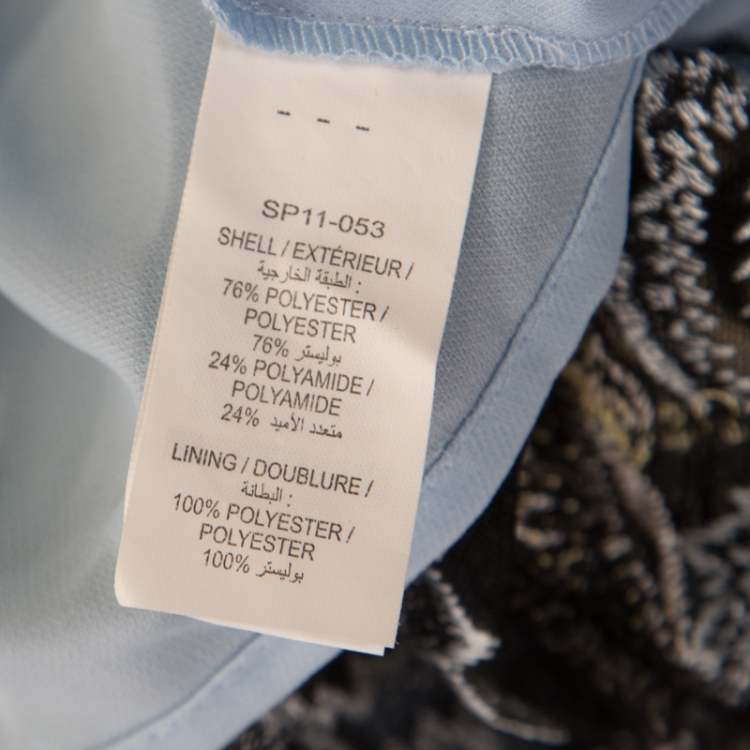 - - -
SP11-053
SHELL / EXTÉRIEUR /
الطبقة الخارجية :
76% POLYESTER /
POLYESTER
76% بوليستر
24% POLYAMIDE /
POLYAMIDE
24% متعدد الأميد
LINING / DOUBLURE /
البطانة :
100% POLYESTER /
POLYESTER
100% بوليستر